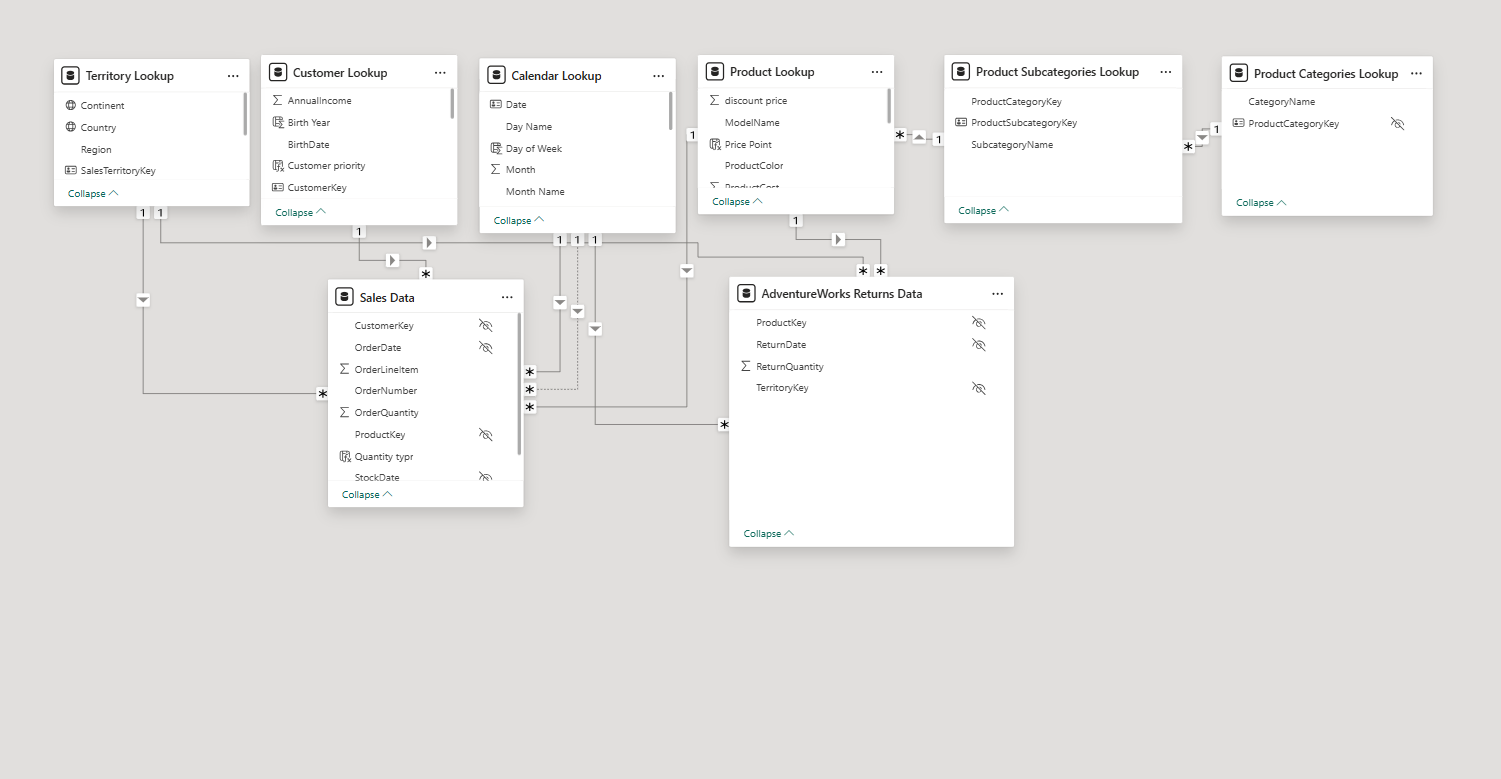 Territory Lookup
Continent
Country
Region
SalesTerritoryKey
Collapse
Customer Lookup
AnnualIncome
Birth Year
BirthDate
Customer priority
CustomerKey
Collapse
Calendar Lookup
Date
Day Name
Day of Week
Month
Month Name
Collapse
Product Lookup
discount price
ModelName
Price Point
ProductColor
ProductCost
Collapse
Product Subcategories Lookup
ProductCategoryKey
ProductSubcategoryKey
SubcategoryName
Collapse
Product Categories Lookup
CategoryName
ProductCategoryKey
Collapse
1
*
1
*
1
1
1
1
1
1
1
1
*
*
*
Sales Data
CustomerKey
OrderDate
OrderLineItem
OrderNumber
OrderQuantity
ProductKey
Quantity typr
StockDate
Collapse
*
*
*
*
*
AdventureWorks Returns Data
ProductKey
ReturnDate
ReturnQuantity
TerritoryKey
Collapse